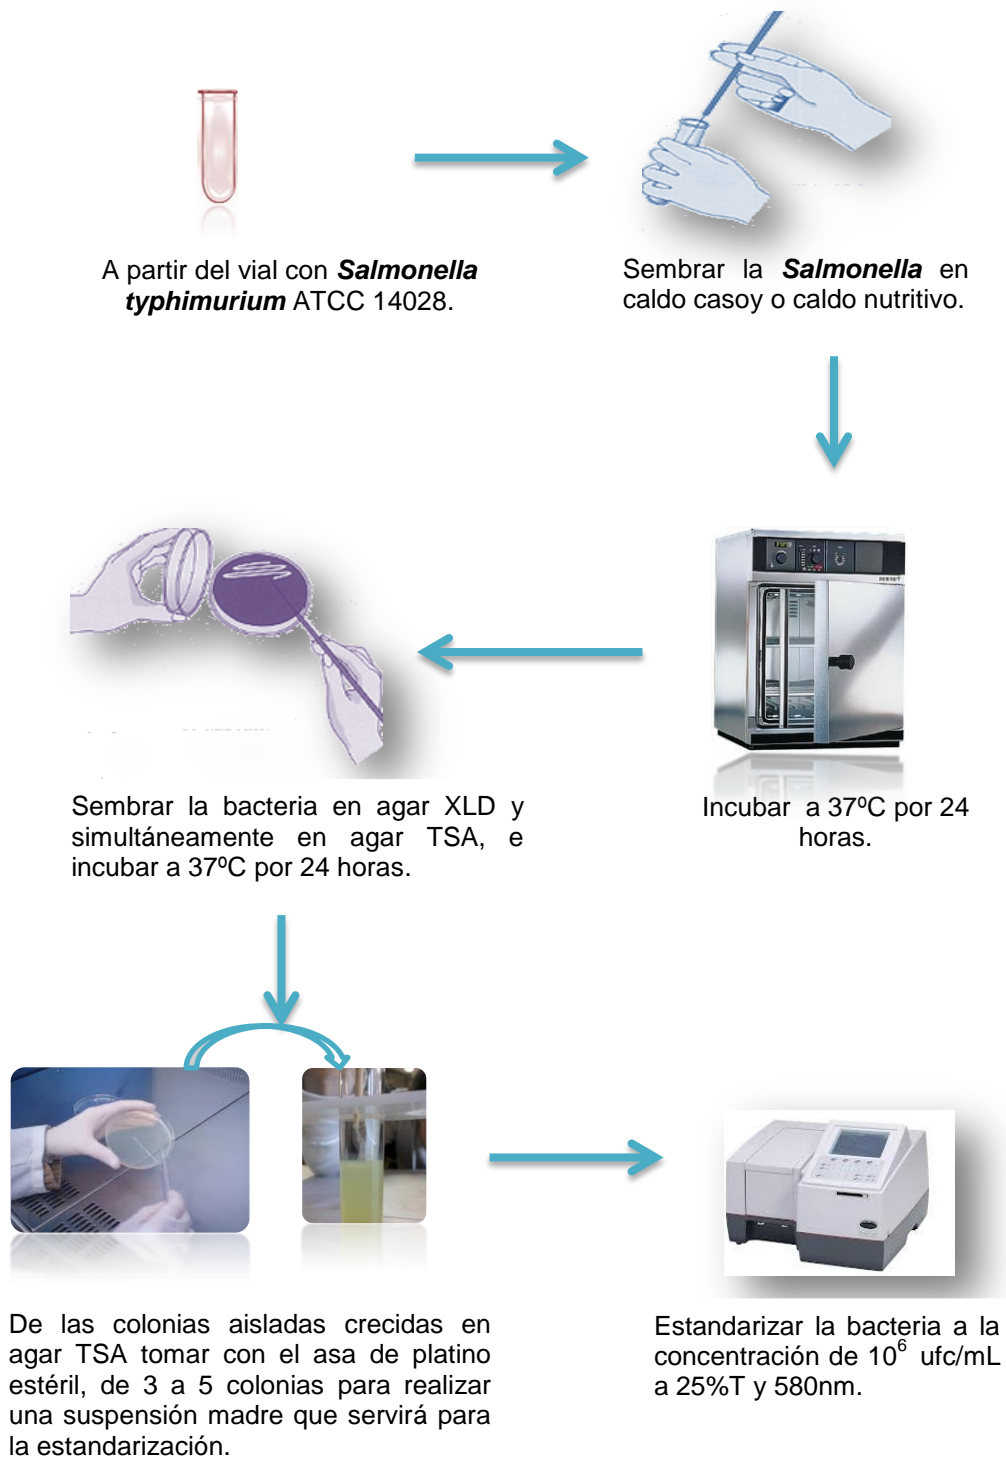 A partir del vial con Salmonella
typhimurium ATCC 14028.
Sembrar la Salmonella en
caldo casoy o caldo nutritivo.
Incubar a 37ºC por 24
horas.
Sembrar la bacteria en agar XLD y
simultáneamente en agar TSA, e
incubar a 37ºC por 24 horas.
De las colonias aisladas crecidas en
agar TSA tomar con el asa de platino
estéril, de 3 a 5 colonias para realizar
una suspensión madre que servirá para
la estandarización.
Estandarizar la bacteria a la
concentración de 10⁶ ufc/mL
a 25%T y 580nm.